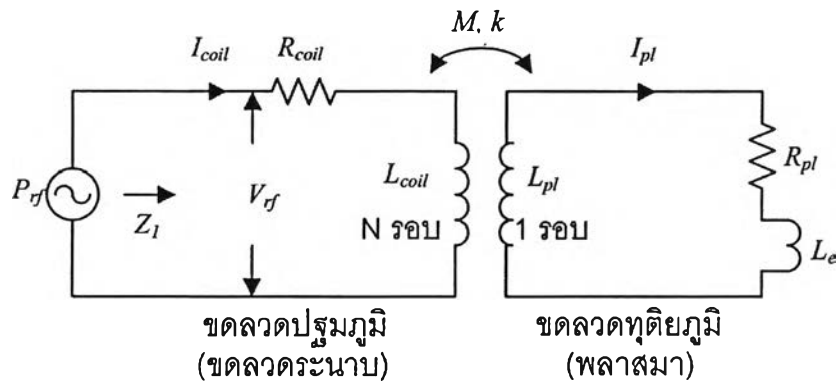 M, k
I_coil R_coil I_pl
P_rf Z_1 V_rf L_coil L_pl R_pl
N รอบ 1 รอบ L_e
ขดลวดปฐมภูมิ ขดลวดทุติยภูมิ
(ขดลวดระนาบ) (พลาสมา)